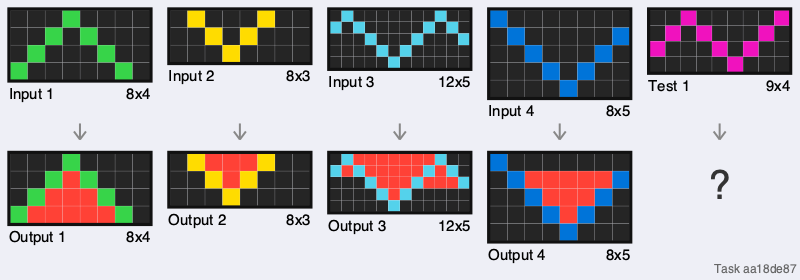 Input 1 8x4
Input 2 8x3
Input 3 12x5
Input 4 8x5
Test 1 9x4
?
Output 1 8x4
Output 2 8x3
Output 3 12x5
Output 4 8x5
Task aa18de87